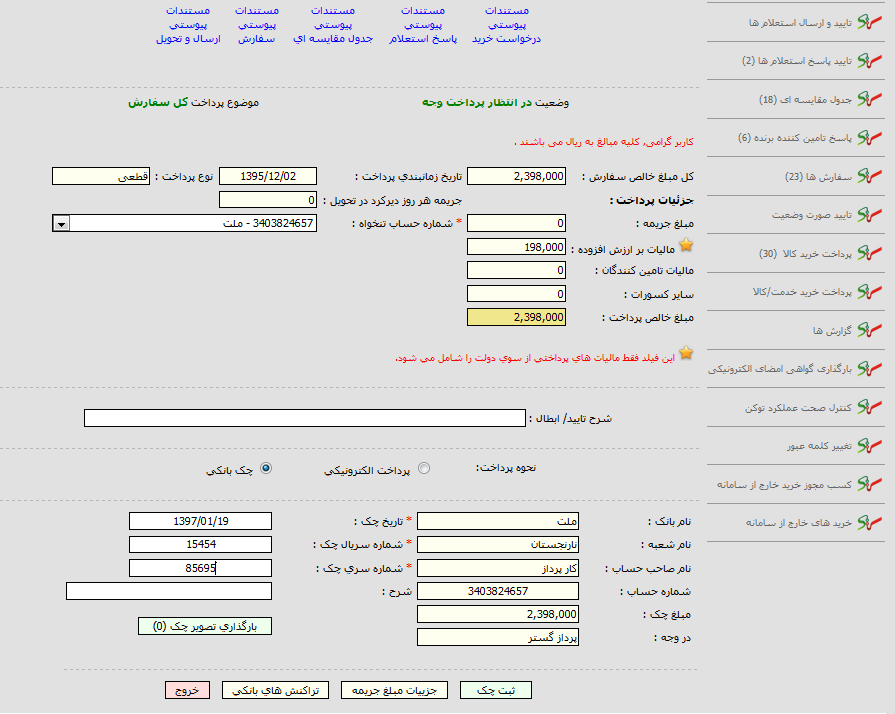 تایید و ارسال استعلام ها
تایید پاسخ استعلام ها (2)
جدول مقایسه ای (18)
پاسخ تامین کننده برنده (6)
سفارش ها (23)
تایید صورت وضعیت
پرداخت خرید کالا (30)
پرداخت خرید خدمت/کالا
گزارش ها
بارگذاری گواهی امضای الکترونیکی
کنترل صحت عملکرد توکن
تغییر کلمه عبور
کسب مجوز خرید خارج از سامانه
خرید های خارج از سامانه
مستندات پیوستی درخواست خرید
مستندات پیوستی پاسخ استعلام
مستندات پیوستی جدول مقایسه اي
مستندات پیوستی سفارش
مستندات پیوستی ارسال و تحویل
وضعیت در انتظار پرداخت وجه
موضوع پرداخت کل سفارش
کاربر گرامی، کلیه مبالغ به ریال می باشند .
کل مبلغ خالص سفارش : 2,398,000 تاریخ زمانبندي پرداخت : 1395/12/02 نوع پرداخت : قطعی
جزئیات پرداخت : جریمه هر روز دیرکرد در تحویل : 0
مبلغ جریمه : 0 * شماره حساب تنخواه : 3403824657 - ملت
مالیات بر ارزش افزوده : 198,000
مالیات تامین کنندگان : 0
سایر کسورات : 0
مبلغ خالص پرداخت : 2,398,000
این فیلد فقط مالیات هاي پرداختي از سوي دولت را شامل مي شود.
شرح تایید/ ابطال :
نحوه پرداخت: پرداخت الکترونیکي چک بانکي
نام بانک : ملت * تاریخ چک : 1397/01/19
نام شعبه : نارنجستان * شماره سریال چک : 15454
نام صاحب حساب : کار پرداز * شماره سري چک : 85695
شماره حساب : 3403824657 شرح :
مبلغ چک : 2,398,000
بارگذاري تصویر چک (0)
در وجه : پرداز گستر
ثبت چک جزییات مبلغ جریمه تراکنش هاي بانکي خروج